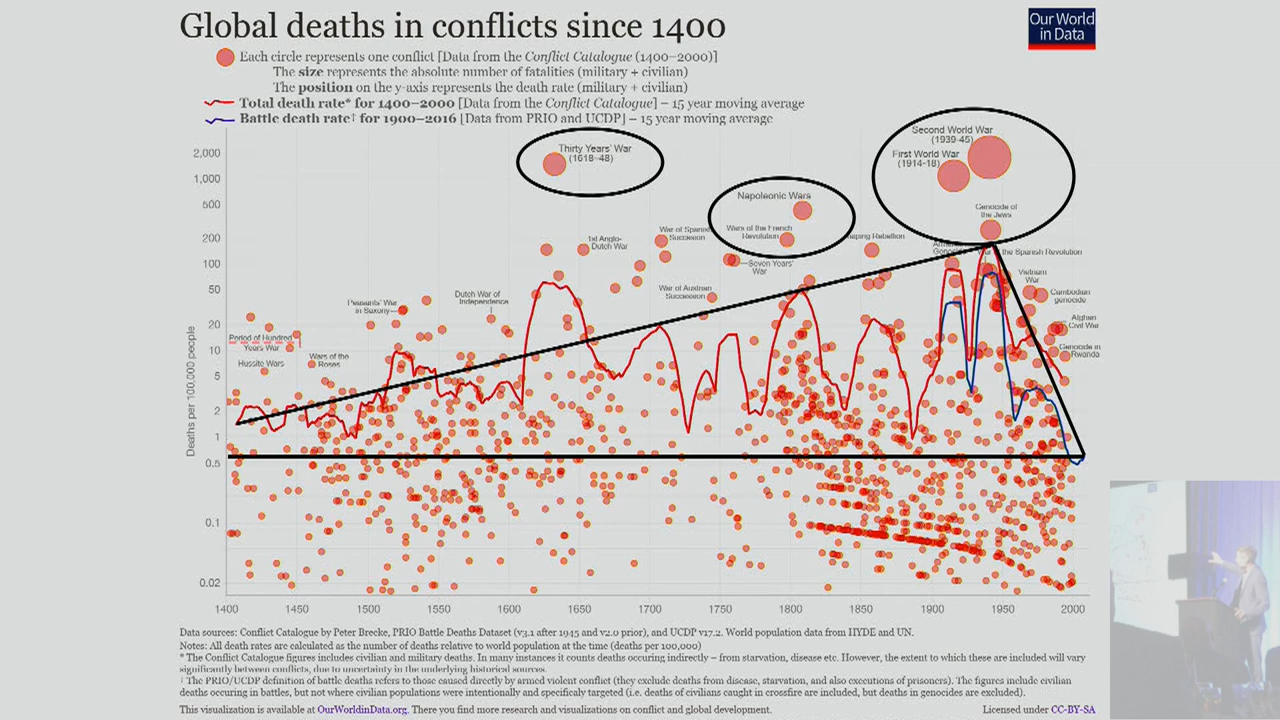 Global deaths in conflicts since 1400
Our World
in Data
Each circle represents one conflict [Data from the Conflict Catalogue (1400–2000)]
The size represents the absolute number of fatalities (military + civilian)
The position on the y-axis represents the death rate (military + civilian)
Total death rate* for 1400–2000 [Data from the Conflict Catalogue] – 15 year moving average
Battle death rate† for 1900–2016 [Data from PRIO and UCDP] – 15 year moving average
Second World War
(1939-45)
First World War
(1914-18)
Thirty Years' War
(1618-48)
Napoleonic Wars
Genocide of
the Jews
Wars of the French
Revolution
War of Spanish
Succession
1st Anglo-
Dutch War
Seven Years'
War
the Spanish Revolution
Vietnam
War
War of Austrian
Succession
Cambodian
genocide
Dutch War of
Independence
Peasants' War
in Saxony
Afghan
Civil War
Period of Hundred
Years War
Genocide in
Rwanda
Wars of the
Roses
Hussite Wars
Deaths per 100,000 people
2,000
1,000
500
200
100
50
20
10
5
2
1
0.5
0.1
0.02
1400 1450 1500 1550 1600 1650 1700 1750 1800 1850 1900 1950 2000
Data sources: Conflict Catalogue by Peter Brecke, PRIO Battle Deaths Dataset (v3.1 after 1945 and v2.0 prior), and UCDP v17.2. World population data from HYDE and UN.
Notes: All death rates are calculated as the number of deaths relative to world population at the time (deaths per 100,000)
* The Conflict Catalogue figures includes civilian and military deaths. In many instances it counts deaths occuring indirectly – from starvation, disease etc. However, the extent to which these are included will vary
significantly between conflicts, due to uncertainty in the underlying historical sources.
† The PRIO/UCDP definition of battle deaths refers to those caused directly by armed violent conflict (they exclude deaths from disease, starvation, and also executions of prisoners). The figures include civilian
deaths occuring in battles, but not where civilian populations were intentionally and specificaly targeted (i.e. deaths of civilians caught in crossfire are included, but deaths in genocides are excluded).
This visualization is available at OurWorldinData.org. There you find more research and visualizations on conflict and global development.
Licensed under CC-BY-SA